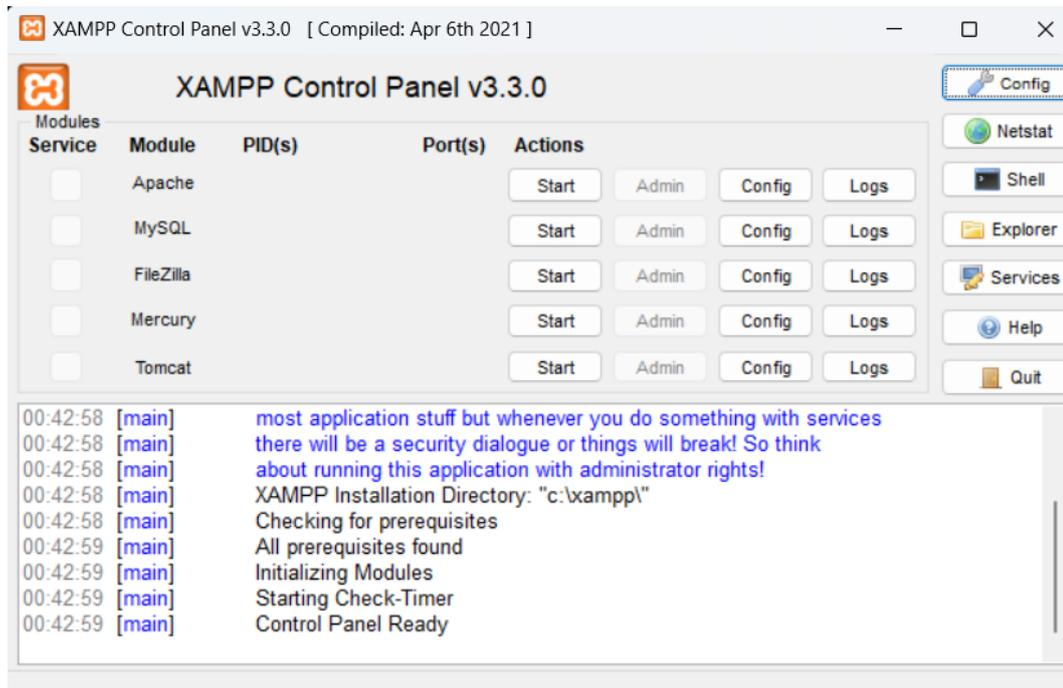 XAMPP Control Panel v3.3.0 [ Compiled: Apr 6th 2021 ]
XAMPP Control Panel v3.3.0
Config
Modules
Service Module PID(s) Port(s) Actions
Netstat
Apache Start Admin Config Logs
Shell
MySQL Start Admin Config Logs
Explorer
FileZilla Start Admin Config Logs
Services
Mercury Start Admin Config Logs
Help
Tomcat Start Admin Config Logs
Quit
00:42:58 [main] most application stuff but whenever you do something with services
00:42:58 [main] there will be a security dialogue or things will break! So think
00:42:58 [main] about running this application with administrator rights!
00:42:58 [main] XAMPP Installation Directory: "c:\xampp\"
00:42:58 [main] Checking for prerequisites
00:42:59 [main] All prerequisites found
00:42:59 [main] Initializing Modules
00:42:59 [main] Starting Check-Timer
00:42:59 [main] Control Panel Ready